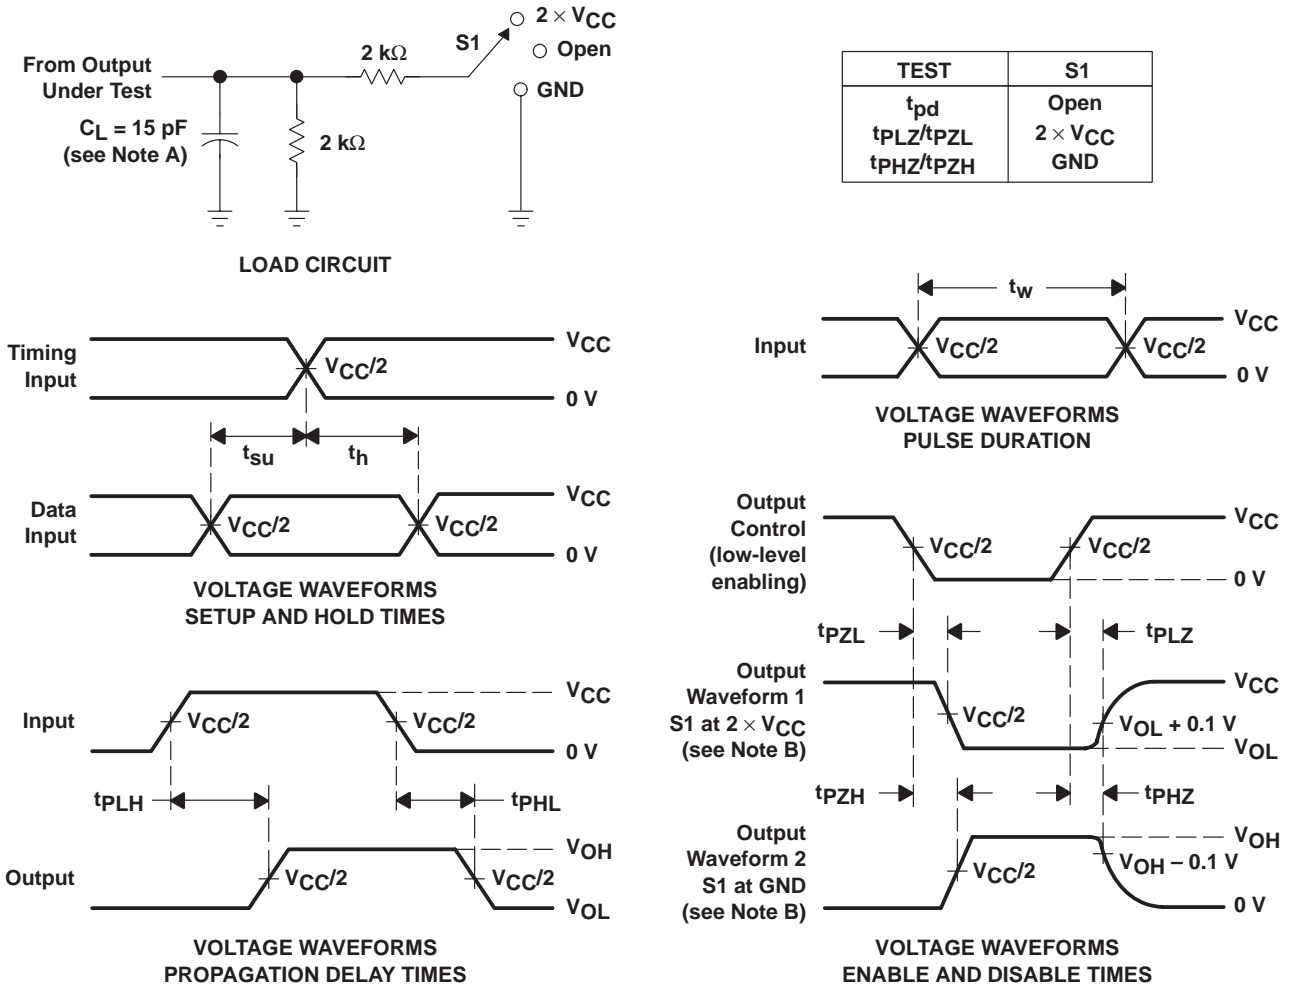 From Output
Under Test
CL = 15 pF
(see Note A)
2 kΩ
2 kΩ
S1
2 × VCC
Open
GND
LOAD CIRCUIT
TEST S1
tpd Open
tPLZ/tPZL 2 × VCC
tPHZ/tPZH GND
Timing
Input
VCC/2
VCC
0 V
tsu
th
Data
Input
VCC/2
VCC/2
VCC
0 V
VOLTAGE WAVEFORMS
SETUP AND HOLD TIMES
Input
tw
VCC/2
VCC/2
VCC
0 V
VOLTAGE WAVEFORMS
PULSE DURATION
Input
VCC/2
VCC/2
VCC
0 V
tPLH
tPHL
Output
VCC/2
VCC/2
VOH
VOL
VOLTAGE WAVEFORMS
PROPAGATION DELAY TIMES
Output
Control
(low-level
enabling)
VCC/2
VCC/2
VCC
0 V
tPZL
tPLZ
Output
Waveform 1
S1 at 2 × VCC
(see Note B)
VCC/2
VCC
VOL + 0.1 V
VOL
tPZH
tPHZ
Output
Waveform 2
S1 at GND
(see Note B)
VCC/2
VOH
VOH − 0.1 V
0 V
VOLTAGE WAVEFORMS
ENABLE AND DISABLE TIMES